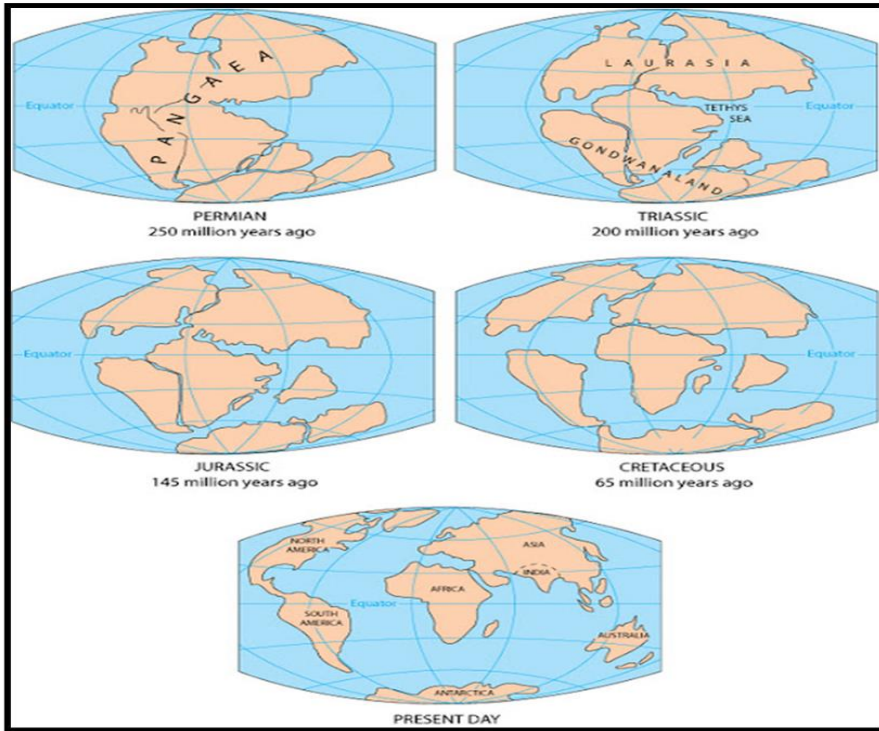 Equator
PANGAEA
PERMIAN
250 million years ago
LAURASIA
TETHYS
SEA
Equator
GONDWANALAND
TRIASSIC
200 million years ago
Equator
JURASSIC
145 million years ago
Equator
CRETACEOUS
65 million years ago
NORTH
AMERICA
ASIA
INDIA
AFRICA
Equator
SOUTH
AMERICA
AUSTRALIA
ANTARCTICA
PRESENT DAY